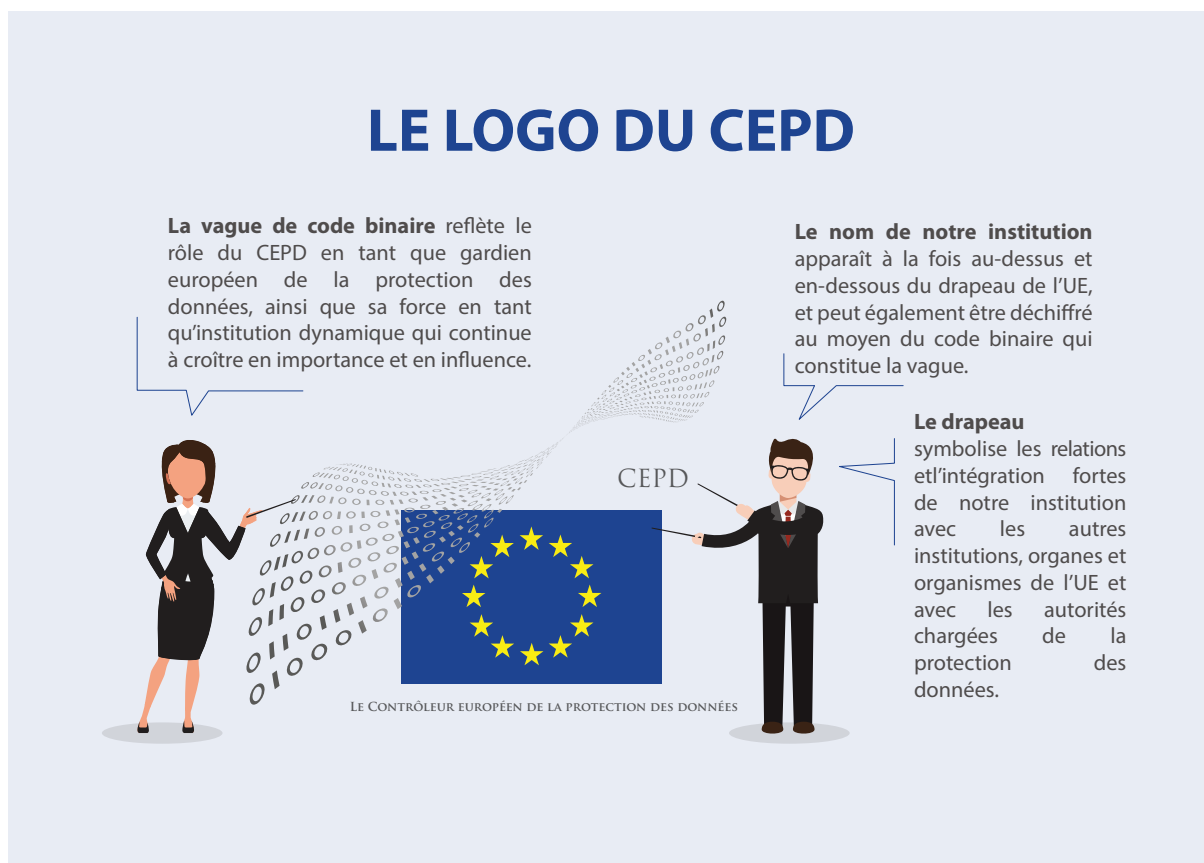 LE LOGO DU CEPD
La vague de code binaire reflète le
rôle du CEPD en tant que gardien
européen de la protection des
données, ainsi que sa force en tant
qu'institution dynamique qui continue
à croître en importance et en influence.
Le nom de notre institution
apparaît à la fois au-dessus et
en-dessous du drapeau de l'UE,
et peut également être déchiffré
au moyen du code binaire qui
constitue la vague.
Le drapeau
symbolise les relations
etl'intégration fortes
de notre institution
avec les autres
institutions, organes et
organismes de l'UE et
avec les autorités
chargées de la
protection des
données.
CEPD
Le Contrôleur européen de la protection des données